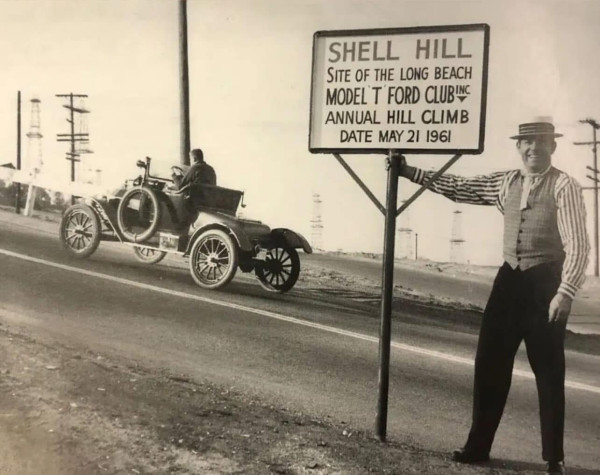 SHELL HILL
SITE OF THE LONG BEACH
MODEL "T" FORD CLUB INC
ANNUAL HILL CLIMB
DATE MAY 21 1961